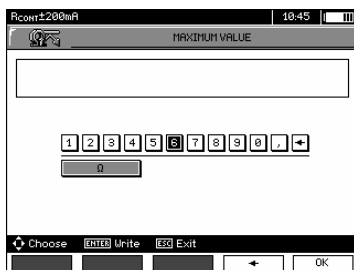 RCONT±200mA 10:45
MAXIMUM VALUE
1 2 3 4 5 6 7 8 9 0 , ←
Ω
Choose ENTER Write ESC Exit
← OK